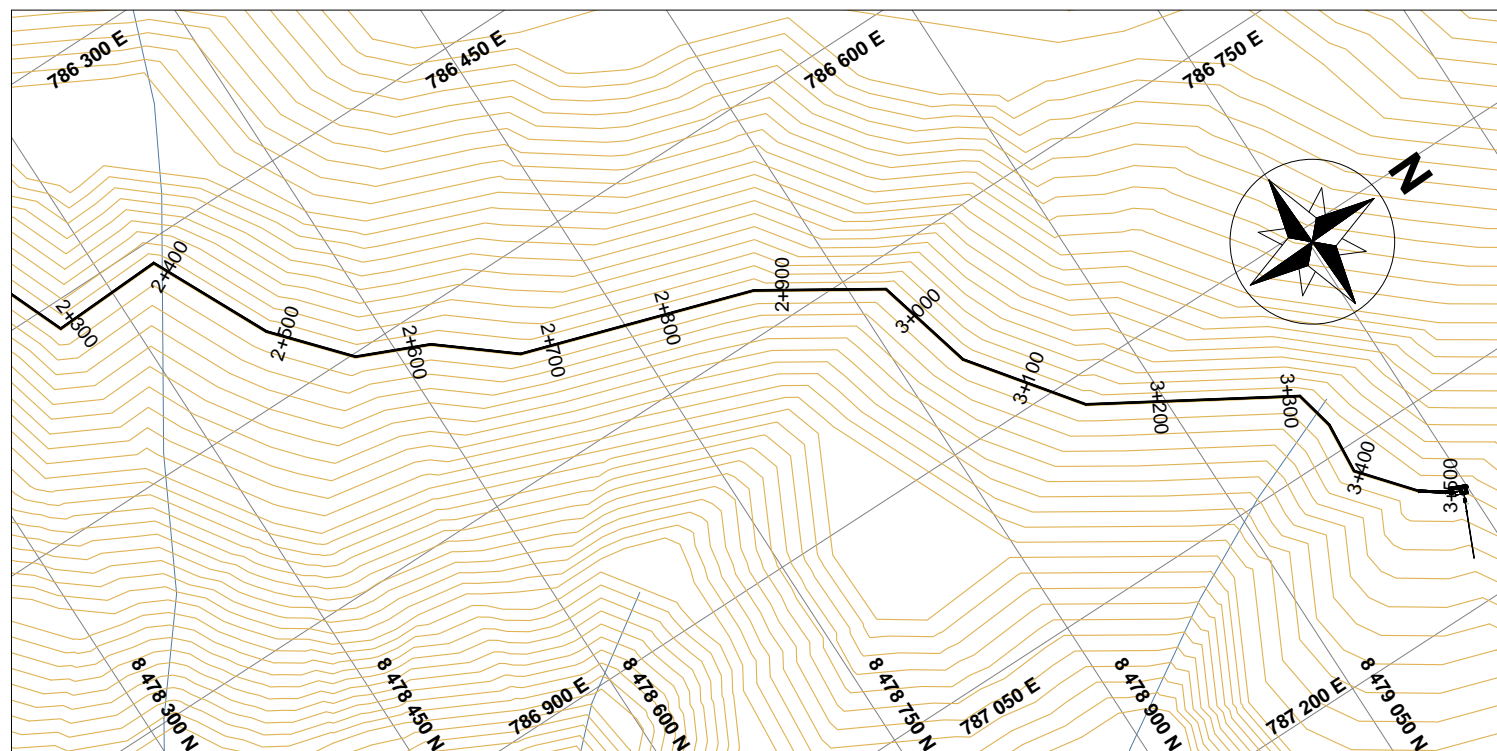 786 300 E
786 450 E
786 600 E
786 750 E
N
2+300
2+400
2+500
2+600
2+700
2+800
2+900
3+000
3+100
3+200
3+300
3+400
3+500
8 478 300 N
8 478 450 N
786 900 E
8 478 600 N
8 478 750 N
787 050 E
8 478 900 N
787 200 E
8 479 050 N